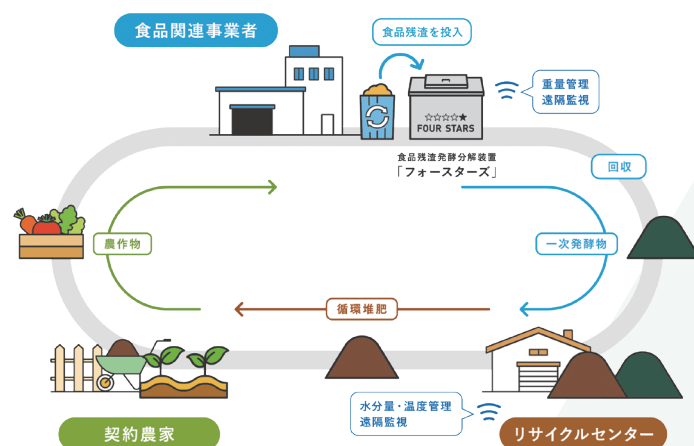 食品関連事業者
食品残渣を投入
重量管理
遠隔監視
☆☆☆☆★
FOUR STARS
食品残渣発酵分解装置
「フォースターズ」
回収
農作物
一次発酵物
循環堆肥
水分量・温度管理
遠隔監視
契約農家
リサイクルセンター